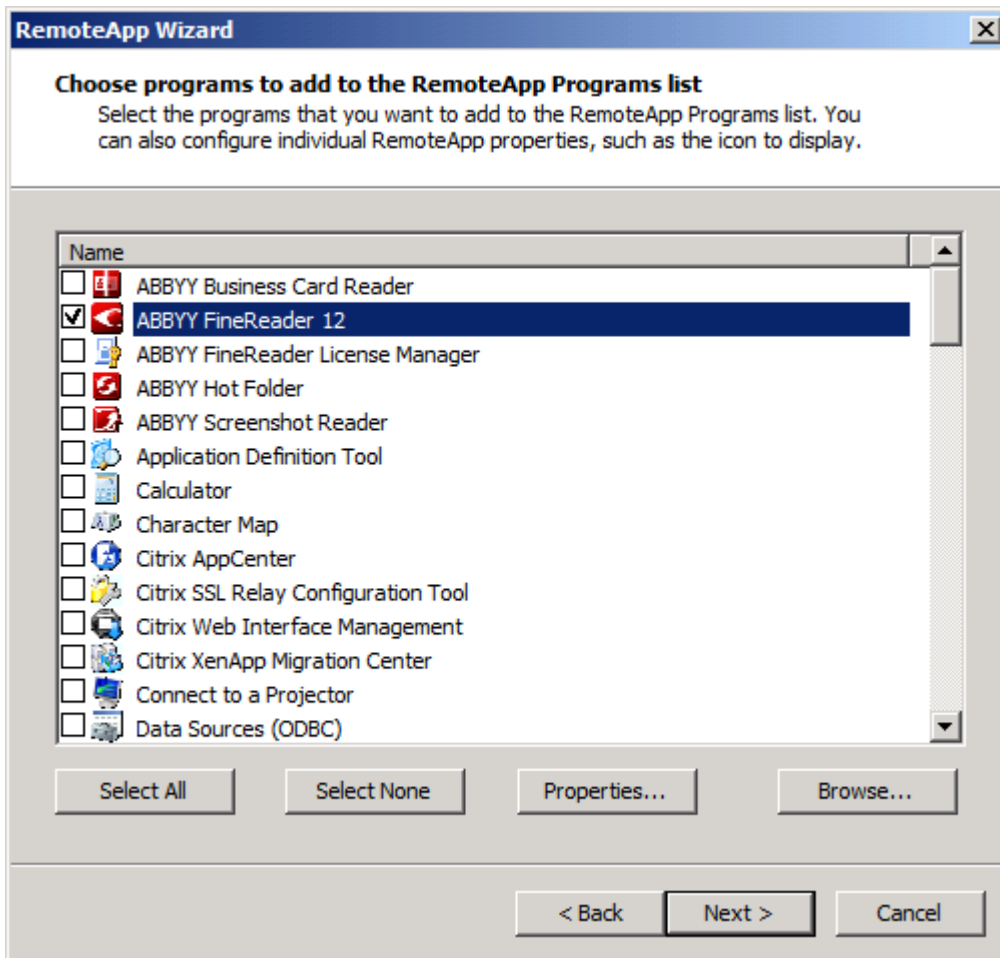 RemoteApp Wizard
Choose programs to add to the RemoteApp Programs list
Select the programs that you want to add to the RemoteApp Programs list. You
can also configure individual RemoteApp properties, such as the icon to display.
Name
ABBYY Business Card Reader
ABBYY FineReader 12
ABBYY FineReader License Manager
ABBYY Hot Folder
ABBYY Screenshot Reader
Application Definition Tool
Calculator
Character Map
Citrix AppCenter
Citrix SSL Relay Configuration Tool
Citrix Web Interface Management
Citrix XenApp Migration Center
Connect to a Projector
Data Sources (ODBC)
Select All Select None Properties... Browse...
< Back Next > Cancel